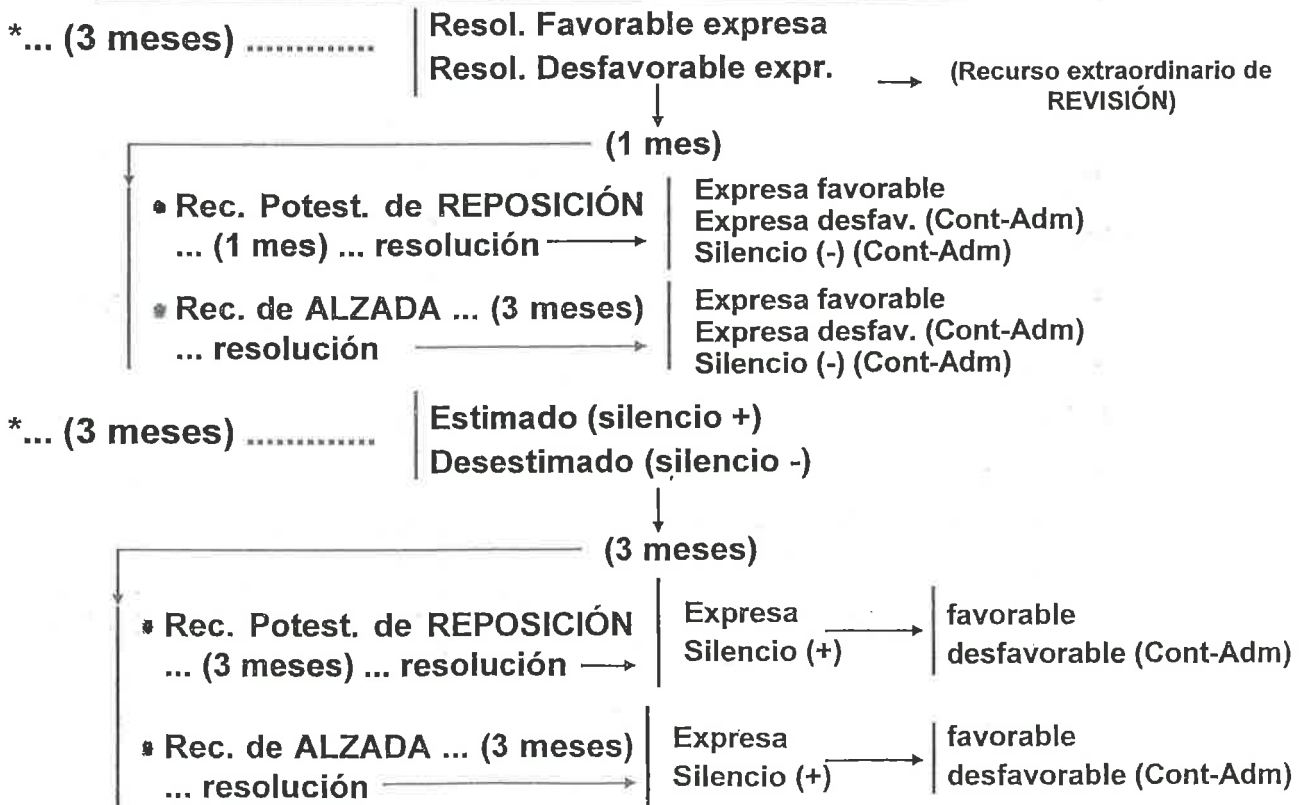 *... (3 meses) .............
Resol. Favorable expresa
Resol. Desfavorable expr.
(Recurso extraordinario de
REVISIÓN)
(1 mes)
• Rec. Potest. de REPOSICIÓN
... (1 mes) ... resolución
Expresa favorable
Expresa desfav. (Cont-Adm)
Silencio (-) (Cont-Adm)
• Rec. de ALZADA ... (3 meses)
... resolución
Expresa favorable
Expresa desfav. (Cont-Adm)
Silencio (-) (Cont-Adm)
*... (3 meses) .............
Estimado (silencio +)
Desestimado (silencio -)
(3 meses)
• Rec. Potest. de REPOSICIÓN
... (3 meses) ... resolución
Expresa
Silencio (+)
favorable
desfavorable (Cont-Adm)
• Rec. de ALZADA ... (3 meses)
... resolución
Expresa
Silencio (+)
favorable
desfavorable (Cont-Adm)